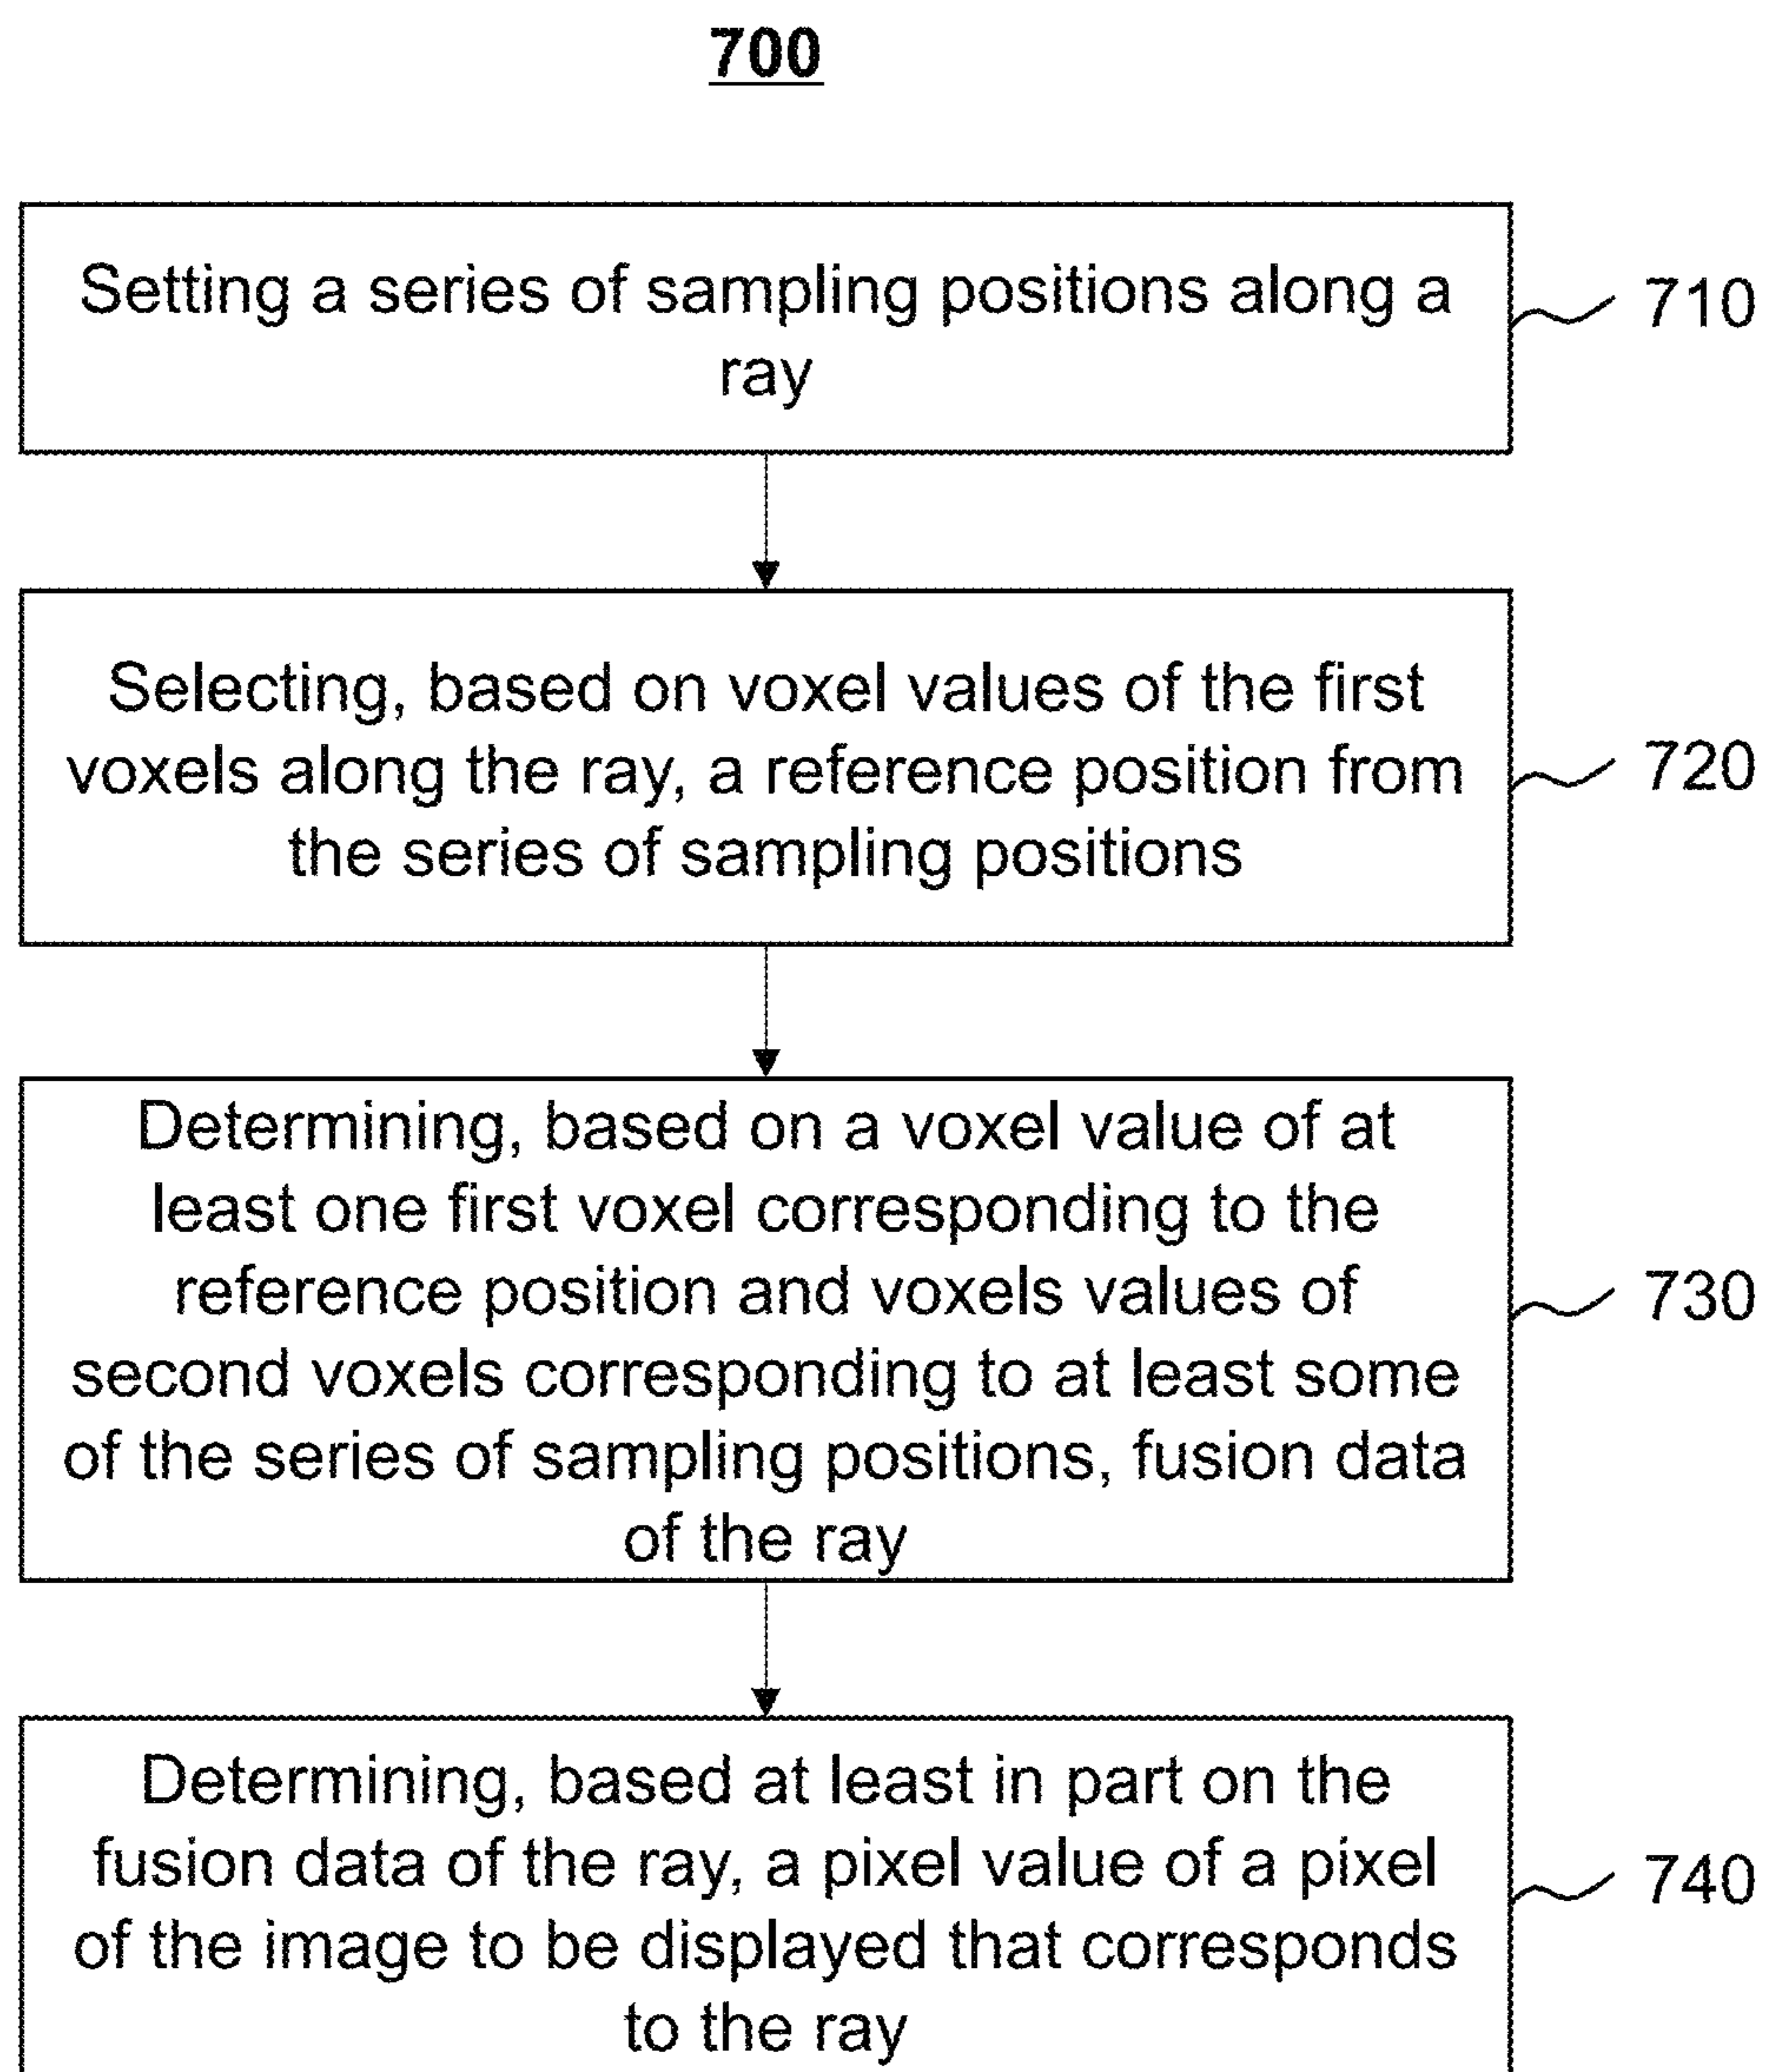 700
Setting a series of sampling positions along a
ray
710
Selecting, based on voxel values of the first
voxels along the ray, a reference position from
the series of sampling positions
720
Determining, based on a voxel value of at
least one first voxel corresponding to the
reference position and voxels values of
second voxels corresponding to at least some
of the series of sampling positions, fusion data
of the ray
730
Determining, based at least in part on the
fusion data of the ray, a pixel value of a pixel
of the image to be displayed that corresponds
to the ray
740